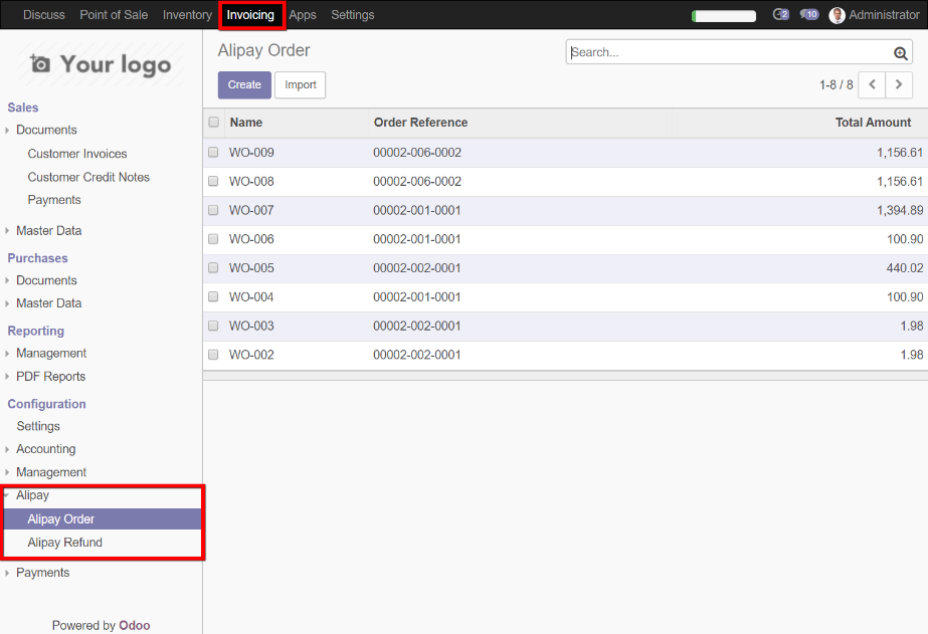 Discuss Point of Sale Inventory Invoicing Apps Settings 2 10 Administrator
Your logo
Sales
Documents
Customer Invoices
Customer Credit Notes
Payments
Master Data
Purchases
Documents
Master Data
Reporting
Management
PDF Reports
Configuration
Settings
Accounting
Management
Alipay
Alipay Order
Alipay Refund
Payments
Powered by Odoo
Alipay Order
Search...
Create Import
1-8 / 8
Name Order Reference Total Amount
WO-009 00002-006-0002 1,156.61
WO-008 00002-006-0002 1,156.61
WO-007 00002-001-0001 1,394.89
WO-006 00002-001-0001 100.90
WO-005 00002-002-0001 440.02
WO-004 00002-001-0001 100.90
WO-003 00002-002-0001 1.98
WO-002 00002-002-0001 1.98